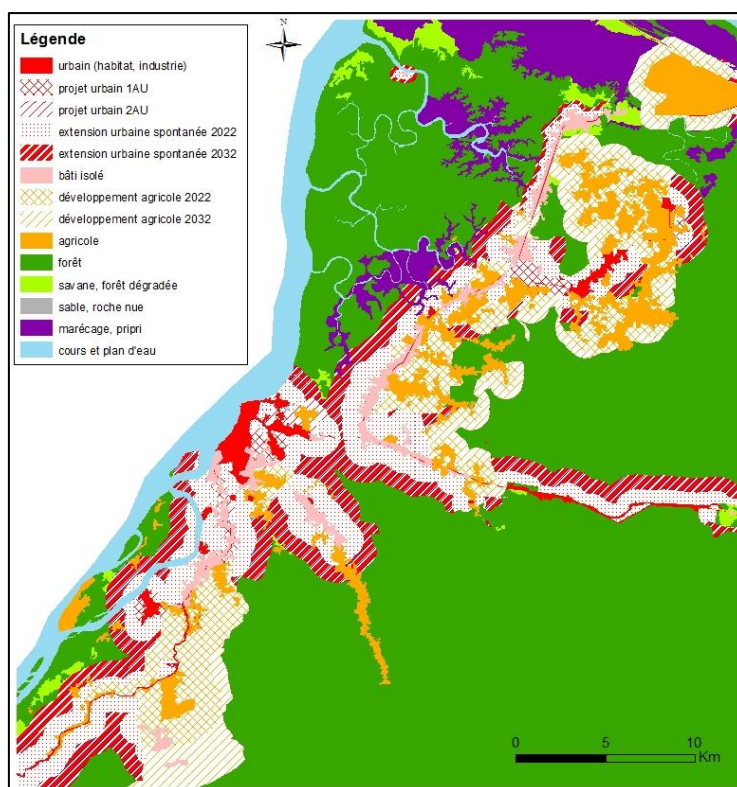 N
Légende
urbain (habitat, industrie)
projet urbain 1AU
projet urbain 2AU
extension urbaine spontanée 2022
extension urbaine spontanée 2032
bâti isolé
développement agricole 2022
développement agricole 2032
agricole
forêt
savane, forêt dégradée
sable, roche nue
marécage, pripri
cours et plan d'eau
0 5 10
Km